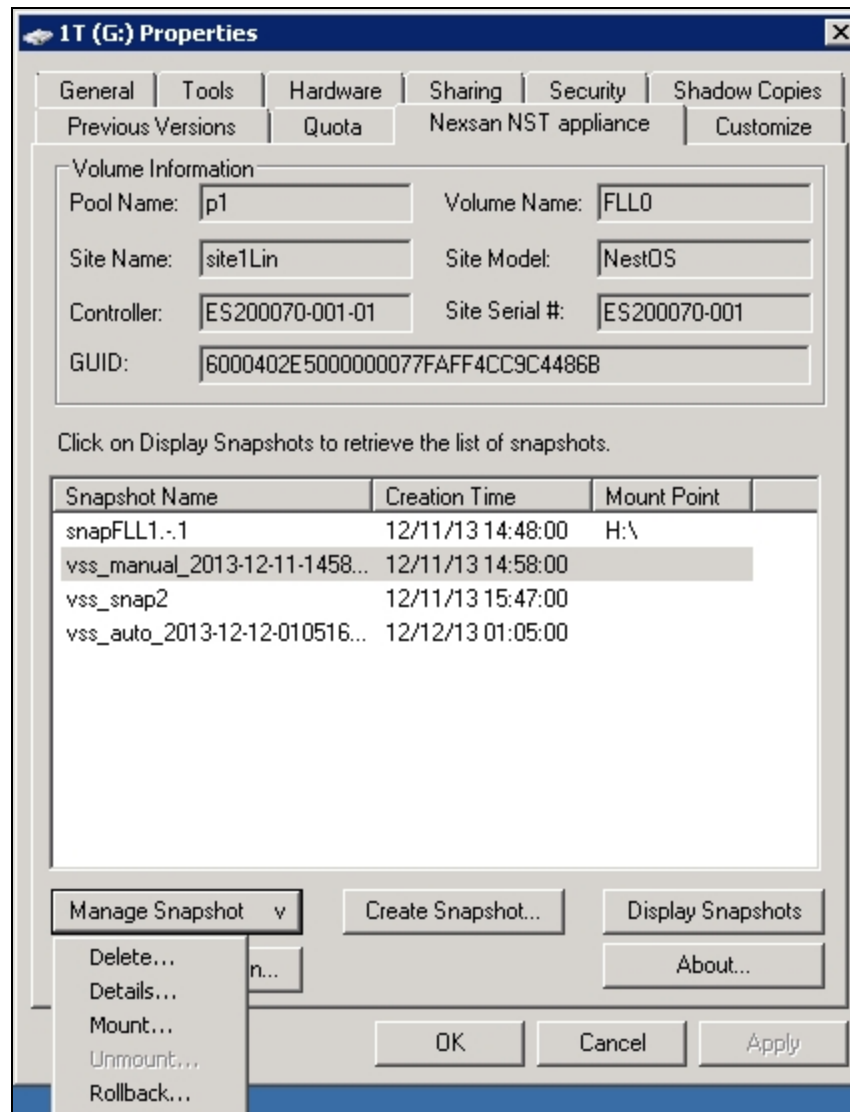 1T (G:) Properties
General Tools Hardware Sharing Security Shadow Copies
Previous Versions Quota Nexsan NST appliance Customize
Volume Information
Pool Name: p1 Volume Name: FLL0
Site Name: site1Lin Site Model: NestOS
Controller: ES200070-001-01 Site Serial #: ES200070-001
GUID: 6000402E5000000077FAFF4CC9C4486B
Click on Display Snapshots to retrieve the list of snapshots.
Snapshot Name Creation Time Mount Point
snapFLL1.-.1 12/11/13 14:48:00 H:\
vss_manual_2013-12-11-1458... 12/11/13 14:58:00
vss_snap2 12/11/13 15:47:00
vss_auto_2013-12-12-010516... 12/12/13 01:05:00
Manage Snapshot v Create Snapshot... Display Snapshots
Delete... n... About...
Details...
Mount... OK Cancel Apply
Unmount...
Rollback...